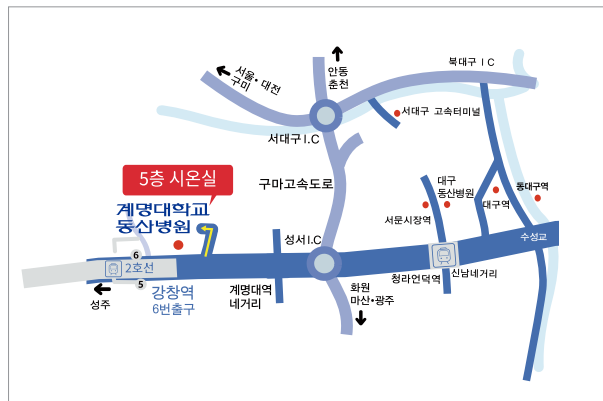 북대구 IC
안동
춘천
서울·대전
구미
서대구 고속터미널
서대구I.C
5층 시온실
구마고속도로
대구
동산병원
동대구역
대구역
계명대학교
동산병원
서문시장역
수성교
성서I.C
6
2호선
5
신남네거리
청라언덕역
성주
강창역
6번출구
계명대역
네거리
화원
마산·광주